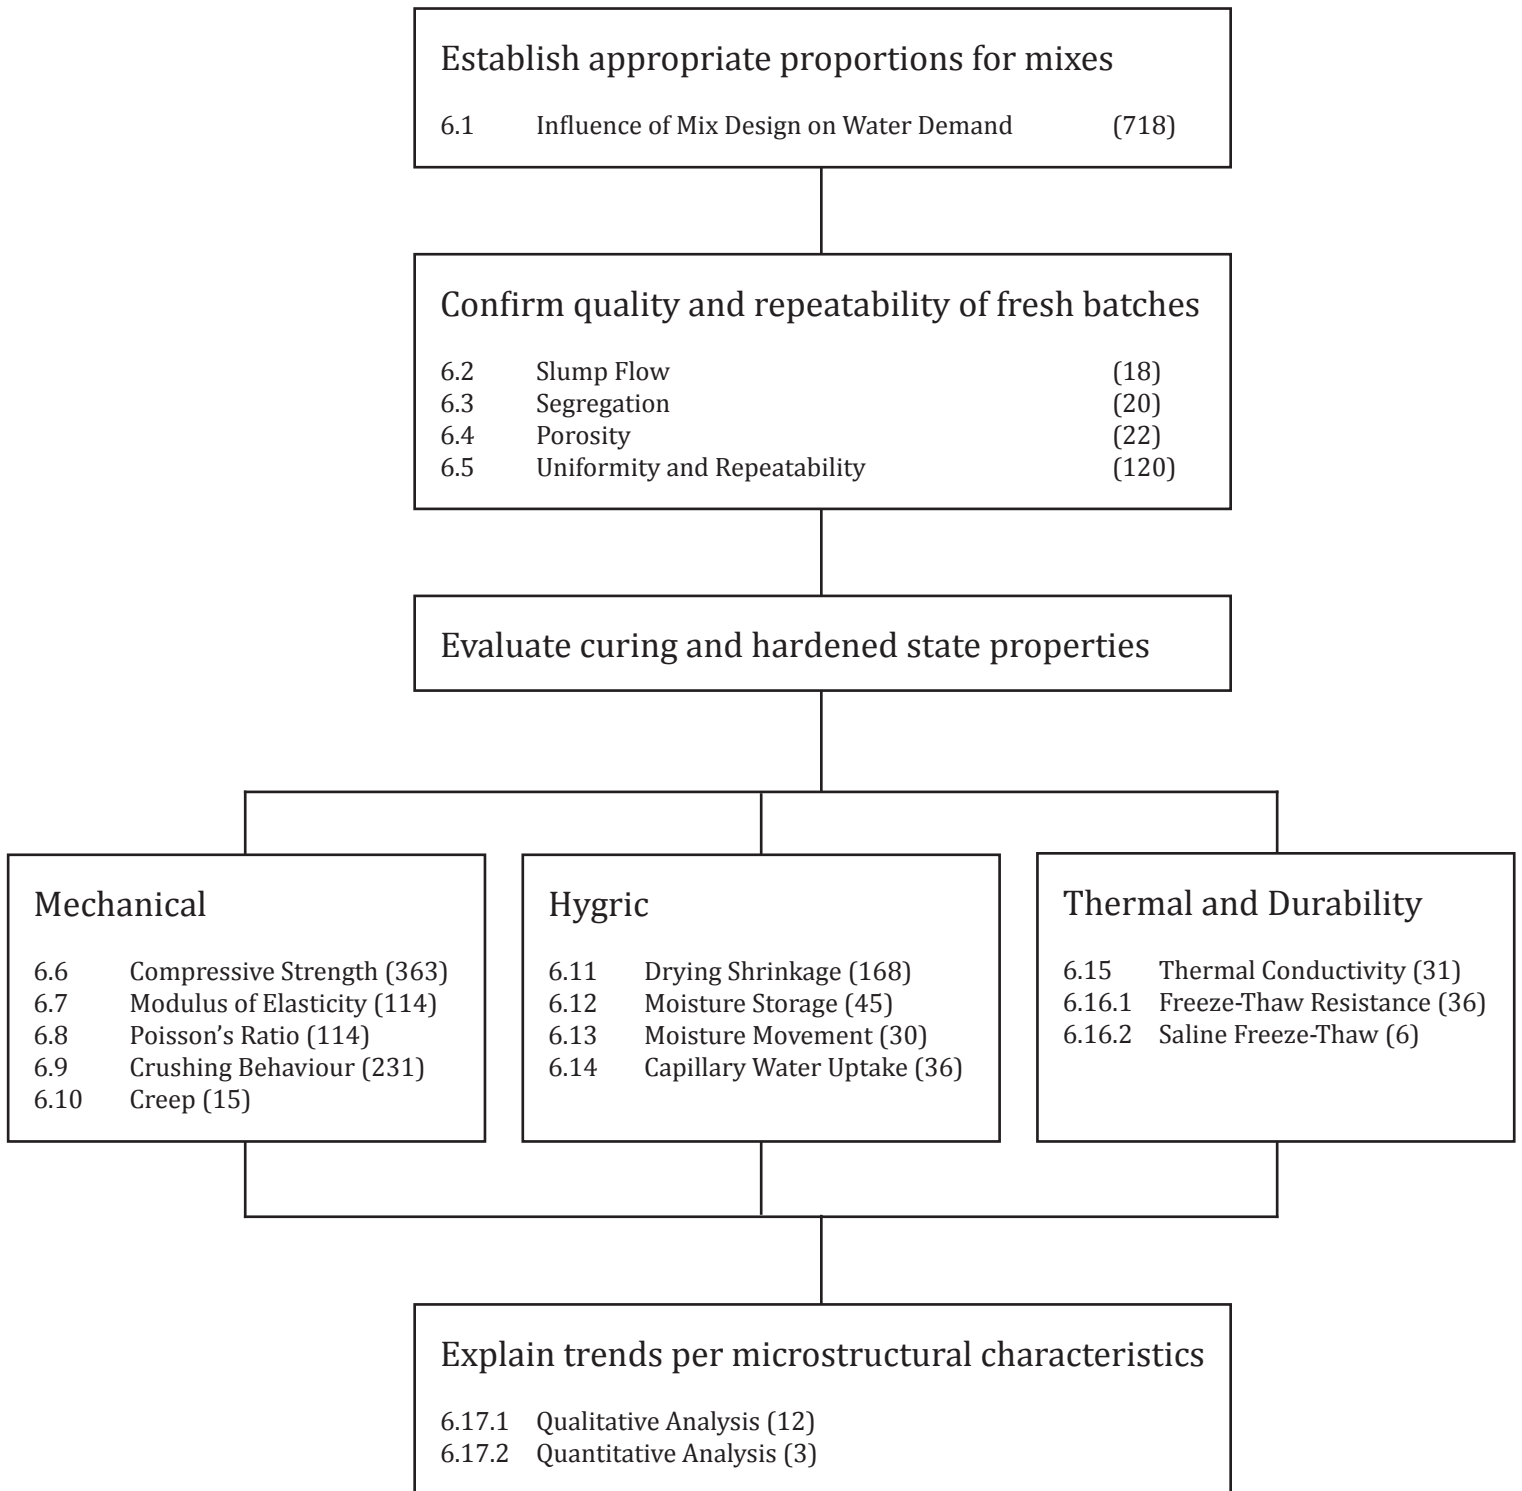 Establish appropriate proportions for mixes
6.1 Influence of Mix Design on Water Demand (718)
Confirm quality and repeatability of fresh batches
6.2 Slump Flow (18)
6.3 Segregation (20)
6.4 Porosity (22)
6.5 Uniformity and Repeatability (120)
Evaluate curing and hardened state properties
Mechanical
6.6 Compressive Strength (363)
6.7 Modulus of Elasticity (114)
6.8 Poisson's Ratio (114)
6.9 Crushing Behaviour (231)
6.10 Creep (15)
Hygric
6.11 Drying Shrinkage (168)
6.12 Moisture Storage (45)
6.13 Moisture Movement (30)
6.14 Capillary Water Uptake (36)
Thermal and Durability
6.15 Thermal Conductivity (31)
6.16.1 Freeze-Thaw Resistance (36)
6.16.2 Saline Freeze-Thaw (6)
Explain trends per microstructural characteristics
6.17.1 Qualitative Analysis (12)
6.17.2 Quantitative Analysis (3)